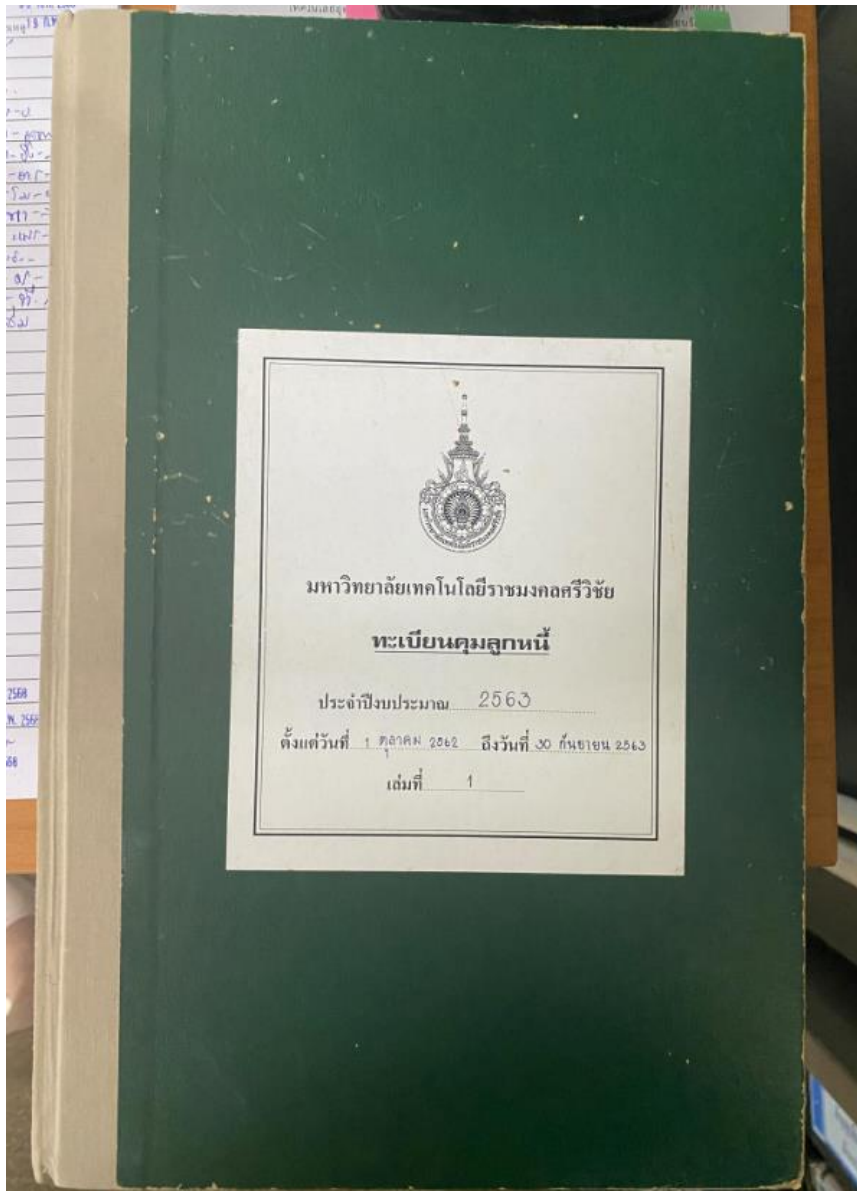 มหาวิทยาลัยเทคโนโลยีราชมงคลศรีวิชัย
ทะเบียนคุมลูกหนี้
ประจำปีงบประมาณ 2563
ตั้งแต่วันที่ 1 ตุลาคม 2562 ถึงวันที่ 30 กันยายน 2563
เล่มที่ 1
2568